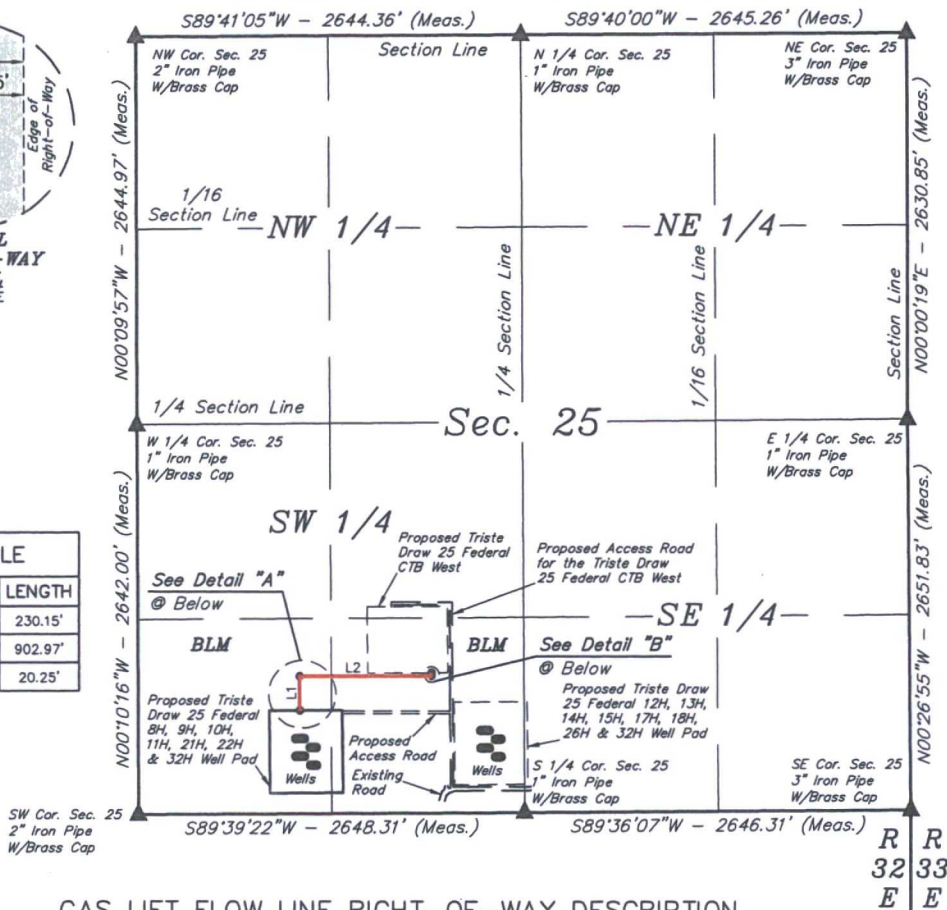 S89°41'05"W - 2644.36' (Meas.)
S89°40'00"W - 2645.26' (Meas.)
Section Line
NW Cor. Sec. 25
2" Iron Pipe
W/Brass Cap
N 1/4 Cor. Sec. 25
1" Iron Pipe
W/Brass Cap
NE Cor. Sec. 25
3" Iron Pipe
W/Brass Cap
Edge of
Right-of-Way
-WAY
N00°09'57"W - 2644.97' (Meas.)
1/16
Section Line
NW 1/4
NE 1/4
1/4 Section Line
1/16 Section Line
Section Line
N00°00'19"E - 2630.85' (Meas.)
1/4 Section Line
Sec. 25
W 1/4 Cor. Sec. 25
1" Iron Pipe
W/Brass Cap
E 1/4 Cor. Sec. 25
1" Iron Pipe
W/Brass Cap
N00°10'16"W - 2642.00' (Meas.)
SW 1/4
Proposed Triste
Draw 25 Federal
CTB West
Proposed Access Road
for the Triste Draw
25 Federal CTB West
N00°26'55"W - 2651.83' (Meas.)
LE
LENGTH
230.15'
902.97'
20.25'
See Detail "A"
@ Below
SE 1/4
BLM
BLM
See Detail "B"
@ Below
L2
L1
Proposed Triste
Draw 25 Federal
8H, 9H, 10H,
11H, 21H, 22H
& 32H Well Pad
Wells
Proposed
Access Road
Existing
Road
Wells
Proposed Triste Draw
25 Federal 12H, 13H,
14H, 15H, 17H, 18H,
26H & 32H Well Pad
S 1/4 Cor. Sec. 25
1" Iron Pipe
W/Brass Cap
SE Cor. Sec. 25
3" Iron Pipe
W/Brass Cap
SW Cor. Sec. 25
2" Iron Pipe
W/Brass Cap
S89°39'22"W - 2648.31' (Meas.)
S89°36'07"W - 2646.31' (Meas.)
R R
32 33
E E
GAS LIFT FLOW LINE RIGHT-OF-WAY DESCRIPTION